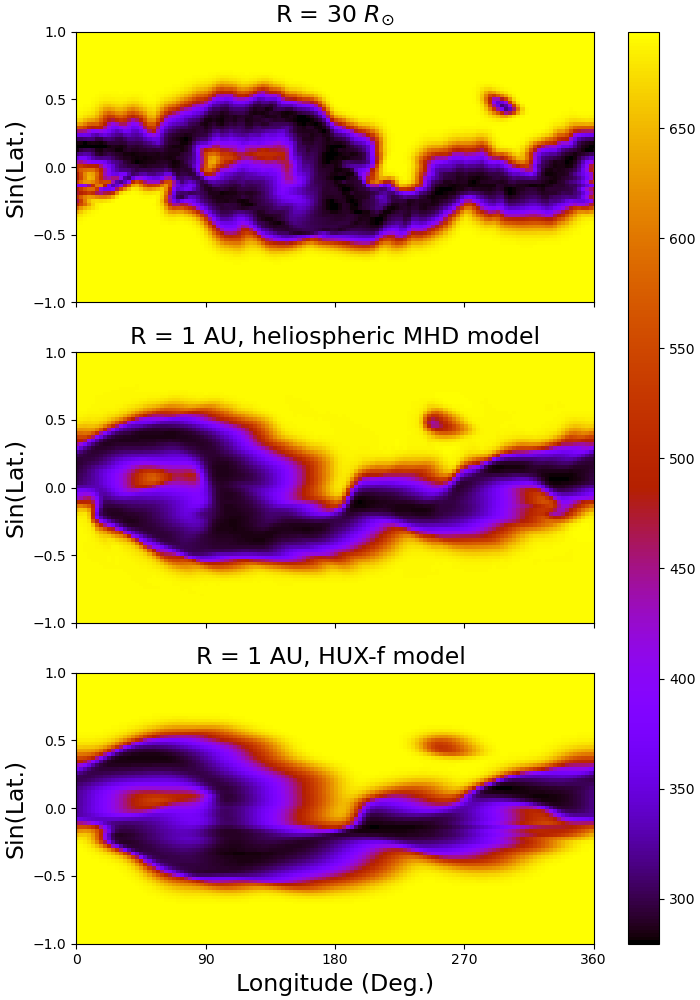 R = 30 R⊙
1.0
0.5
0.0
−0.5
−1.0
Sin(Lat.)
R = 1 AU, heliospheric MHD model
1.0
0.5
0.0
−0.5
−1.0
Sin(Lat.)
R = 1 AU, HUX-f model
1.0
0.5
0.0
−0.5
−1.0
Sin(Lat.)
0 90 180 270 360
Longitude (Deg.)
650
600
550
500
450
400
350
300